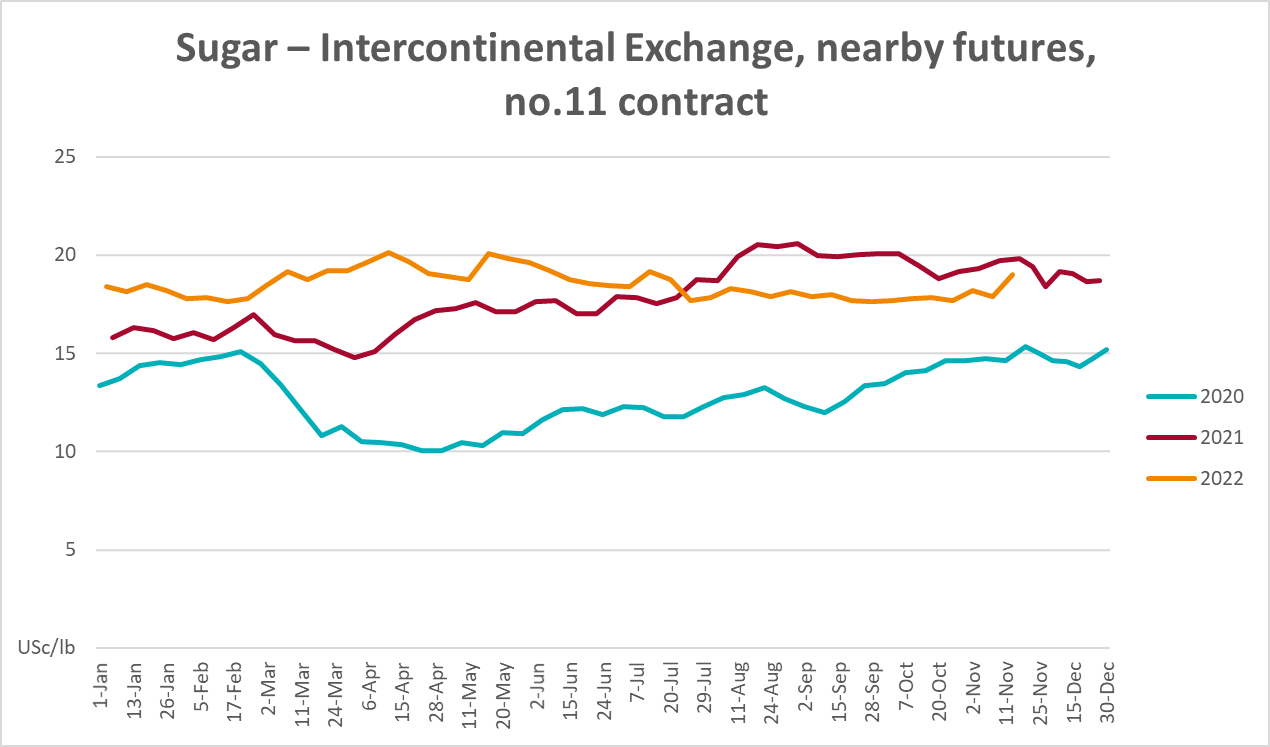 Sugar – Intercontinental Exchange, nearby futures,
no.11 contract
25
20
15
10
5
USc/lb
1-Jan
13-Jan
26-Jan
5-Feb
17-Feb
2-Mar
11-Mar
24-Mar
6-Apr
15-Apr
28-Apr
11-May
20-May
2-Jun
15-Jun
24-Jun
7-Jul
20-Jul
29-Jul
11-Aug
24-Aug
2-Sep
15-Sep
28-Sep
7-Oct
20-Oct
2-Nov
11-Nov
25-Nov
15-Dec
30-Dec
2020
2021
2022